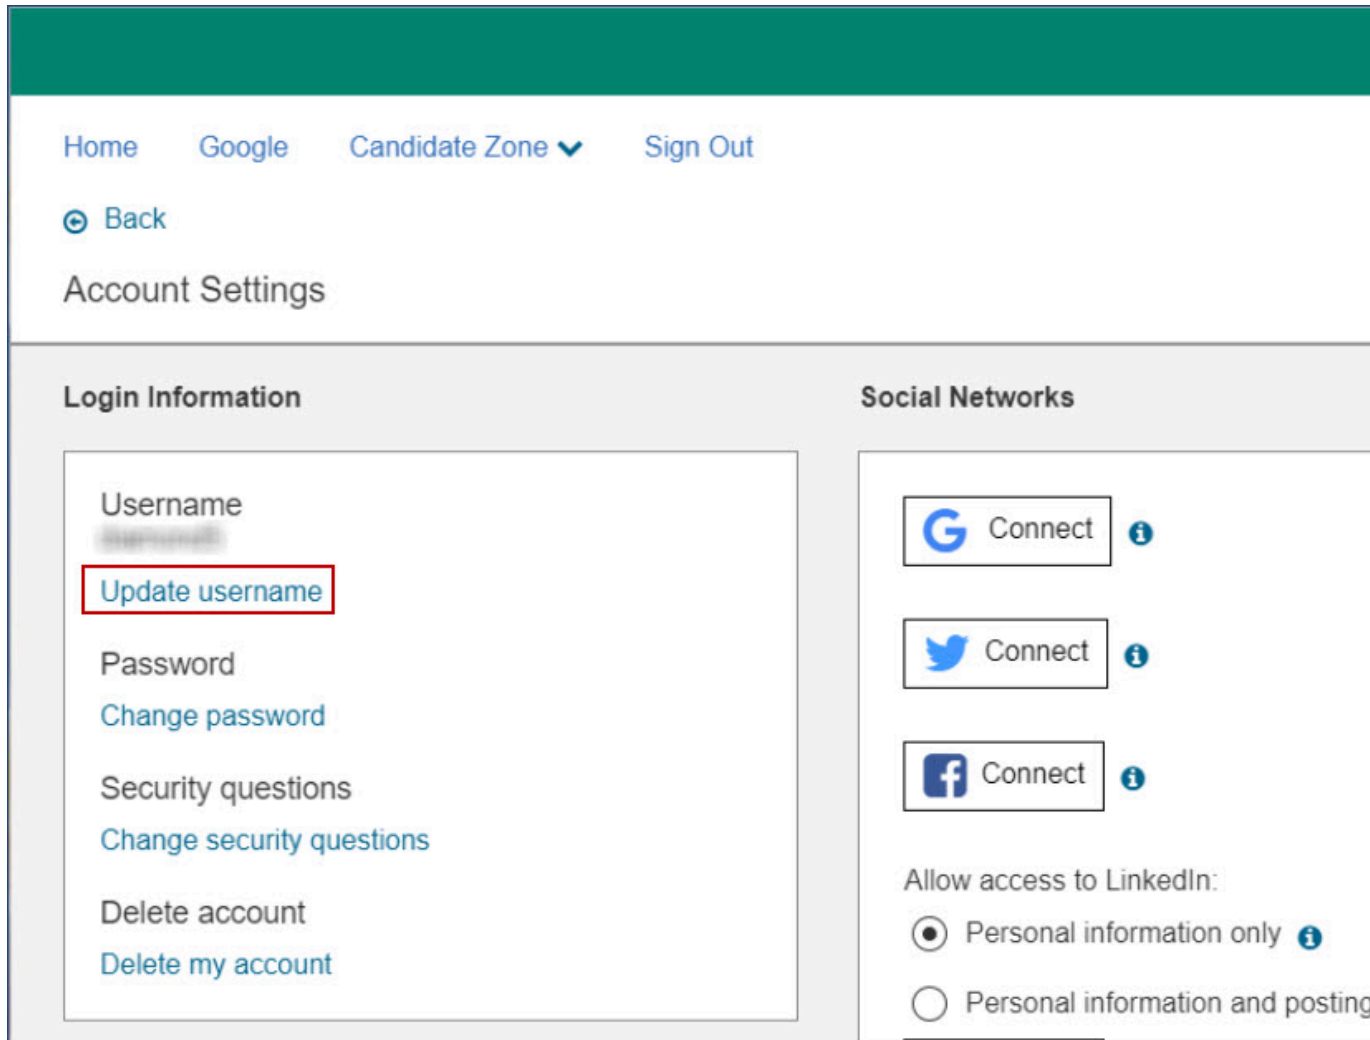 Home Google Candidate Zone Sign Out
Back
Account Settings
Login Information
Username
Update username
Password
Change password
Security questions
Change security questions
Delete account
Delete my account
Social Networks
Connect
Connect
Connect
Allow access to LinkedIn:
Personal information only
Personal information and posting